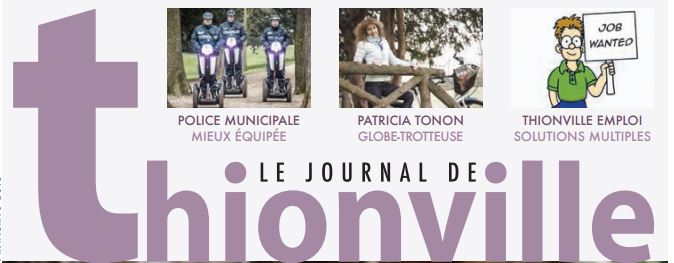 JOB
WANTED
POLICE MUNICIPALE
MIEUX ÉQUIPÉE
PATRICIA TONON
GLOBE-TROTTEUSE
THIONVILLE EMPLOI
SOLUTIONS MULTIPLES
LE JOURNAL DE
thionville